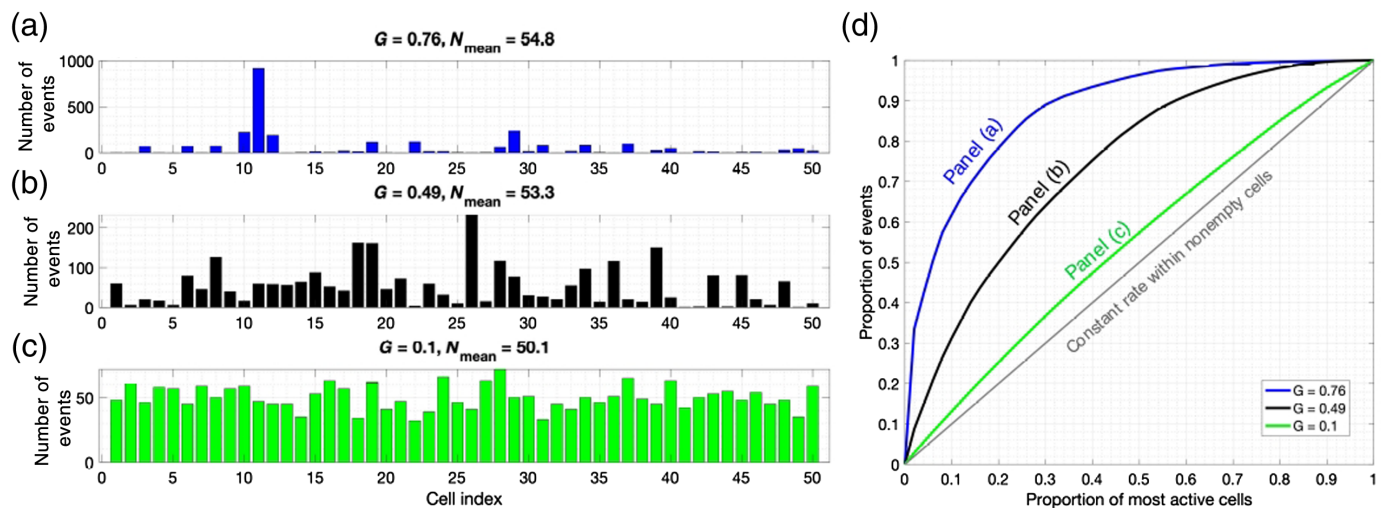 (a)
G = 0.76, N mean = 54.8
Number of
events
1000
500
0
0 5 10 15 20 25 30 35 40 45 50
(b)
G = 0.49, N mean = 53.3
Number of
events
200
100
0
0 5 10 15 20 25 30 35 40 45 50
(c)
G = 0.1, N mean = 50.1
Number of
events
50
0
0 5 10 15 20 25 30 35 40 45 50
Cell index
(d)
Proportion of events
1
0.9
0.8
0.7
0.6
0.5
0.4
0.3
0.2
0.1
0
Panel (a)
Panel (b)
Panel (c)
Constant rate within nonempty cells
G = 0.76
G = 0.49
G = 0.1
0 0.1 0.2 0.3 0.4 0.5 0.6 0.7 0.8 0.9 1
Proportion of most active cells